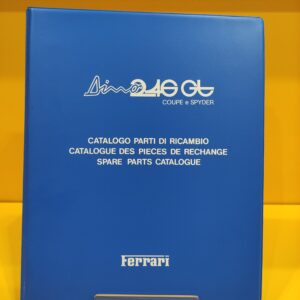 Dino 246 GT
COUPE e SPYDER
CATALOGO PARTI DI RICAMBIO
CATALOGUE DES PIECES DE RECHANGE
SPARE PARTS CATALOGUE
Ferrari